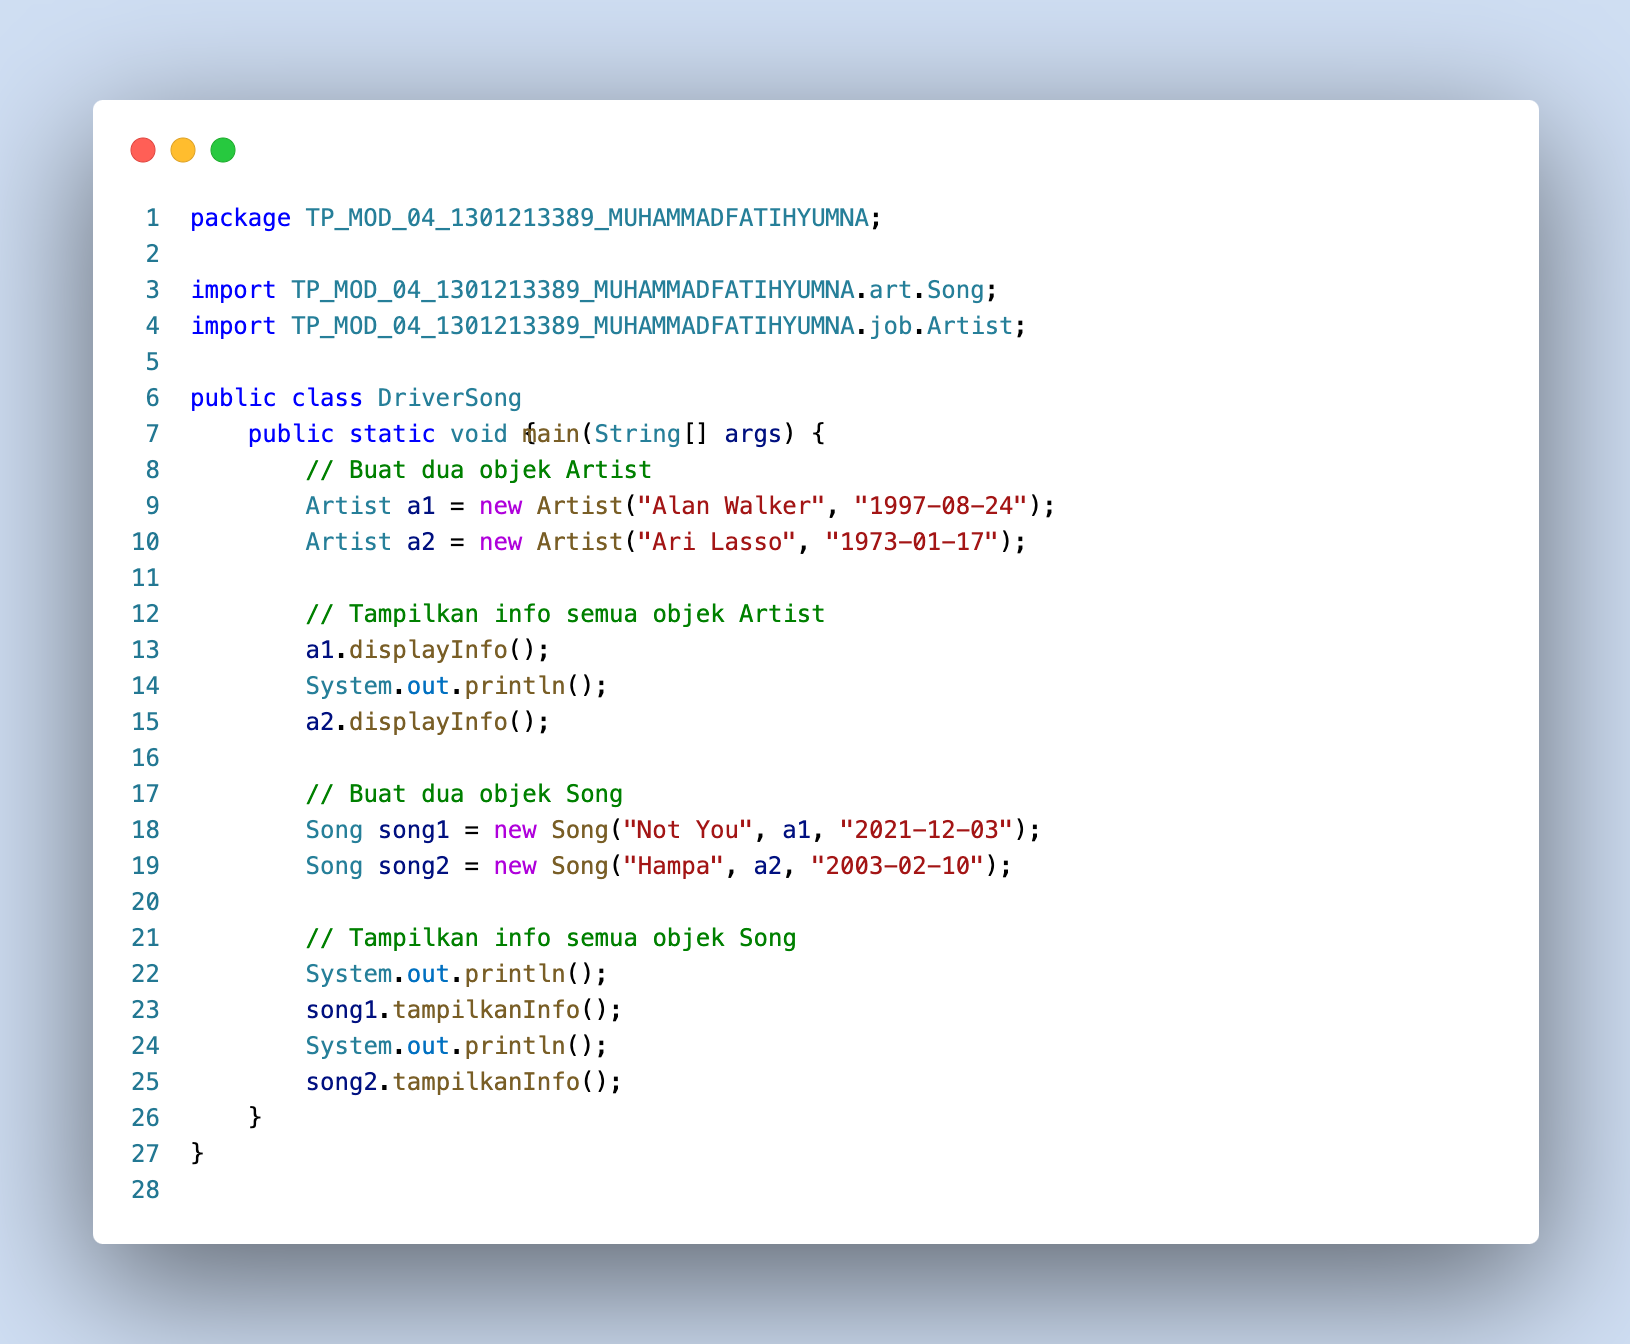 1 package TP_MOD_04_1301213389_MUHAMMADFATIHYUMNA;
2
3 import TP_MOD_04_1301213389_MUHAMMADFATIHYUMNA.art.Song;
4 import TP_MOD_04_1301213389_MUHAMMADFATIHYUMNA.job.Artist;
5
6 public class DriverSong
7     public static void {main(String[] args) {
8         // Buat dua objek Artist
9         Artist a1 = new Artist("Alan Walker", "1997-08-24");
10         Artist a2 = new Artist("Ari Lasso", "1973-01-17");
11
12         // Tampilkan info semua objek Artist
13         a1.displayInfo();
14         System.out.println();
15         a2.displayInfo();
16
17         // Buat dua objek Song
18         Song song1 = new Song("Not You", a1, "2021-12-03");
19         Song song2 = new Song("Hampa", a2, "2003-02-10");
20
21         // Tampilkan info semua objek Song
22         System.out.println();
23         song1.tampilkanInfo();
24         System.out.println();
25         song2.tampilkanInfo();
26     }
27 }
28